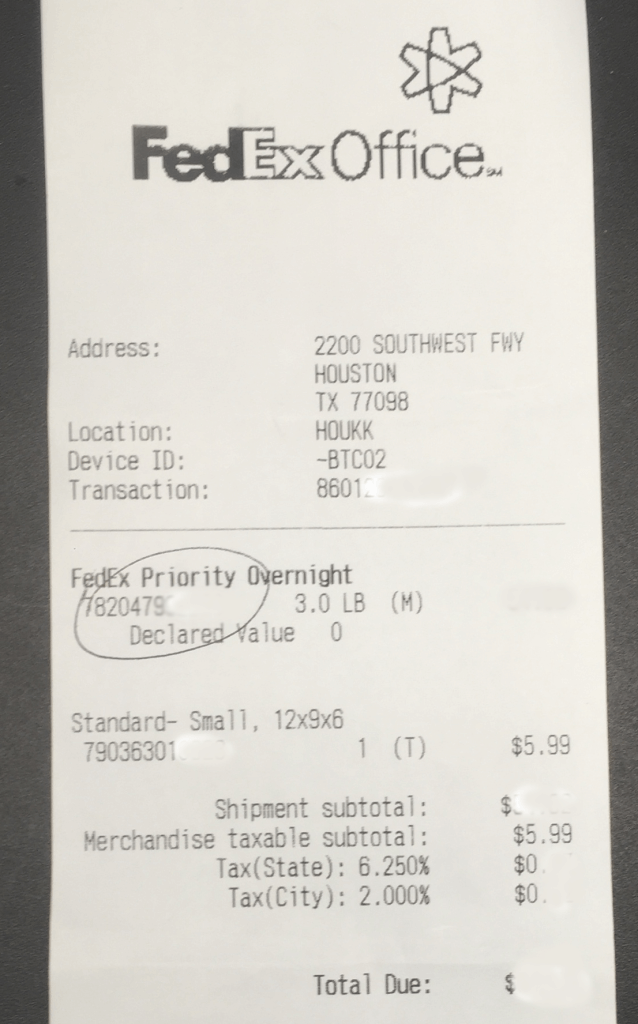 FedEx Office SM
Address: 2200 SOUTHWEST FWY
HOUSTON
TX 77098
Location: HOUKK
Device ID: ~BTC02
Transaction: 86012
FedEx Priority Overnight
7820479 3.0 LB (M)
Declared Value 0
Standard- Small, 12x9x6
79036301 1 (T) $5.99
Shipment subtotal: $
Merchandise taxable subtotal: $5.99
Tax(State): 6.250% $0.
Tax(City): 2.000% $0.
Total Due: $